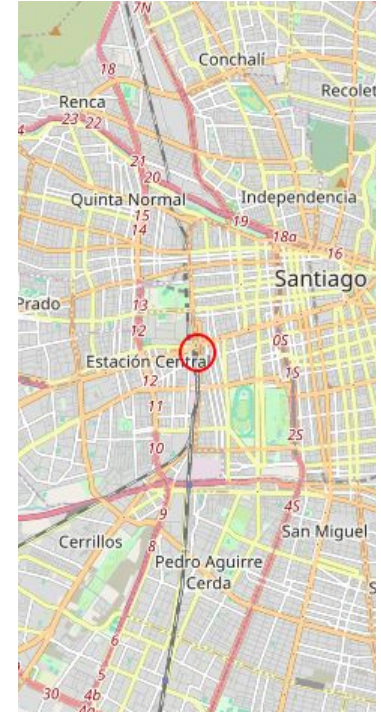 7N
Conchalí
18
Recolet
Renca
23
22
4
21
20
Quinta Normal
Independencia
15
19
14
18a
16
Santiago
13
Prado
12
0S
Estación Central
1S
12
11
2S
10
9
4S
San Miguel
Cerrillos
8
Pedro Aguirre
Cerda
S
6
5
30
4b
4a